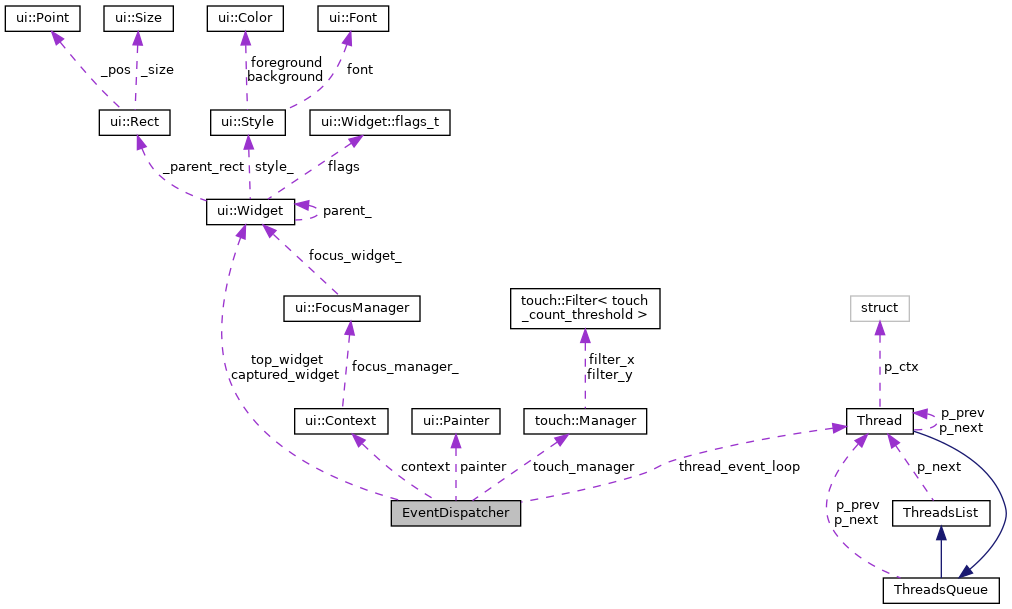 ui::Point
ui::Size
ui::Color
ui::Font
_pos
_size
foreground
background
font
ui::Rect
ui::Style
ui::Widget::flags_t
_parent_rect
style_
flags
ui::Widget
parent_
focus_widget_
ui::FocusManager
touch::Filter< touch
_count_threshold >
struct
top_widget
captured_widget
focus_manager_
filter_x
filter_y
p_ctx
ui::Context
ui::Painter
touch::Manager
Thread
p_prev
p_next
context
painter
touch_manager
thread_event_loop
p_next
p_prev
p_next
EventDispatcher
ThreadsList
ThreadsQueue